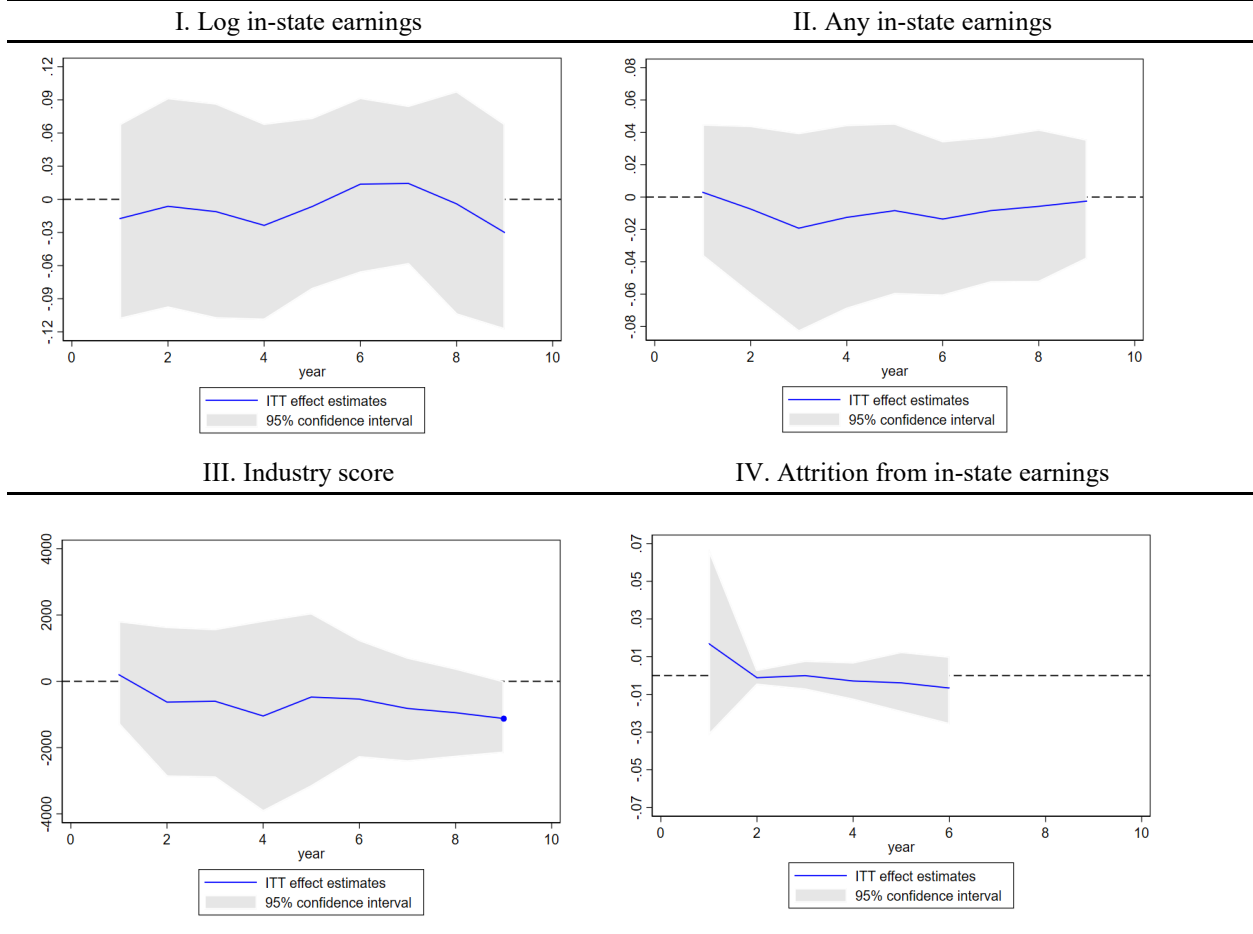 I. Log in-state earnings
II. Any in-state earnings
.12
.09
.06
.03
0
-.03
-.06
-.09
-.12
0 2 4 6 8 10
year
ITT effect estimates
95% confidence interval
.08
.06
.04
.02
0
-.02
-.04
-.06
-.08
0 2 4 6 8 10
year
ITT effect estimates
95% confidence interval
III. Industry score
IV. Attrition from in-state earnings
4000
2000
0
-2000
-4000
0 2 4 6 8 10
year
ITT effect estimates
95% confidence interval
.07
.05
.03
.01
-.01
-.03
-.05
-.07
0 2 4 6 8 10
year
ITT effect estimates
95% confidence interval